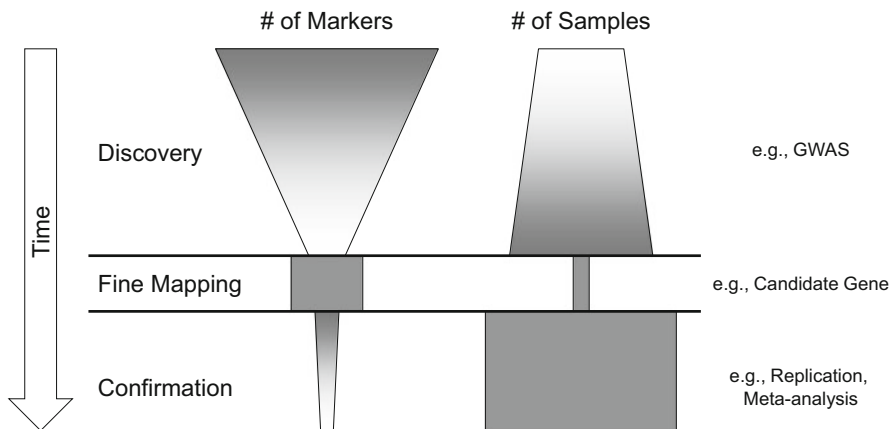 # of Markers
# of Samples
Time
Discovery
e.g., GWAS
Fine Mapping
e.g., Candidate Gene
Confirmation
e.g., Replication,
Meta-analysis